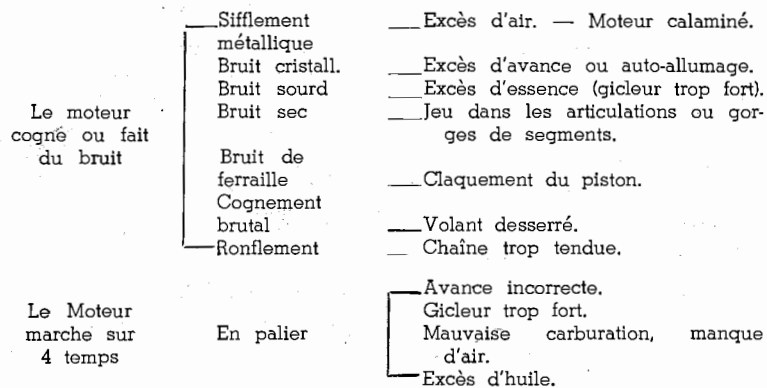 Sifflement Excès d'air. — Moteur calaminé.
métallique
Bruit cristall. Excès d'avance ou auto-allumage.
Bruit sourd Excès d'essence (gicleur trop fort).
Le moteur Bruit sec Jeu dans les articulations ou gor-
cogne ou fait ges de segments.
du bruit Bruit de
ferraille Claquement du piston.
Cognement
brutal Volant desserré.
Ronflement Chaîne trop tendue.
Avance incorrecte.
Le Moteur Gicleur trop fort.
marche sur En palier Mauvaise carburation, manque
4 temps d'air.
Excès d'huile.